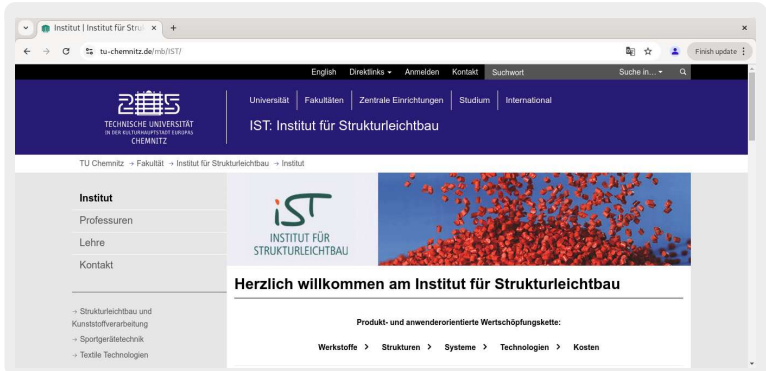 Institut | Institut für Stru
tu-chemnitz.de/mb/IST/
Finish update
English Direktlinks Anmelden Kontakt Suchwort Suche in...
TECHNISCHE UNIVERSITÄT
IN DER KULTURHAUPTSTADT EUROPAS
CHEMNITZ
Universität Fakultäten Zentrale Einrichtungen Studium International
IST: Institut für Strukturleichtbau
TU Chemnitz → Fakultät → Institut für Strukturleichtbau → Institut
Institut
Professuren
Lehre
Kontakt
→ Strukturleichtbau und
Kunststoffverarbeitung
→ Sportgerätetechnik
→ Textile Technologien
iST
INSTITUT FÜR
STRUKTURLEICHTBAU
Herzlich willkommen am Institut für Strukturleichtbau
Produkt- und anwenderorientierte Wertschöpfungskette:
Werkstoffe > Strukturen > Systeme > Technologien > Kosten